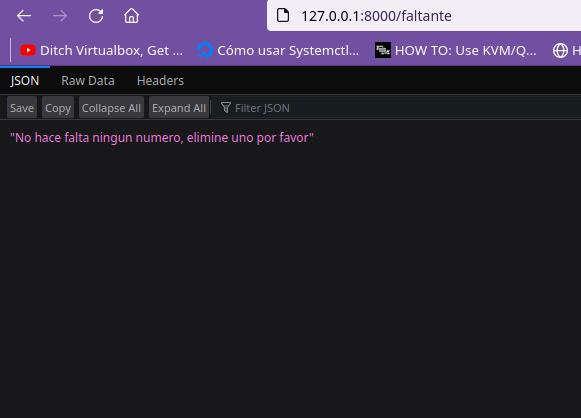 127.0.0.1:8000/faltante
Ditch Virtualbox, Get ... Cómo usar Systemctl... HOW TO: Use KVM/Q... H
JSON Raw Data Headers
Save Copy Collapse All Expand All Filter JSON
"No hace falta ningun numero, elimine uno por favor"